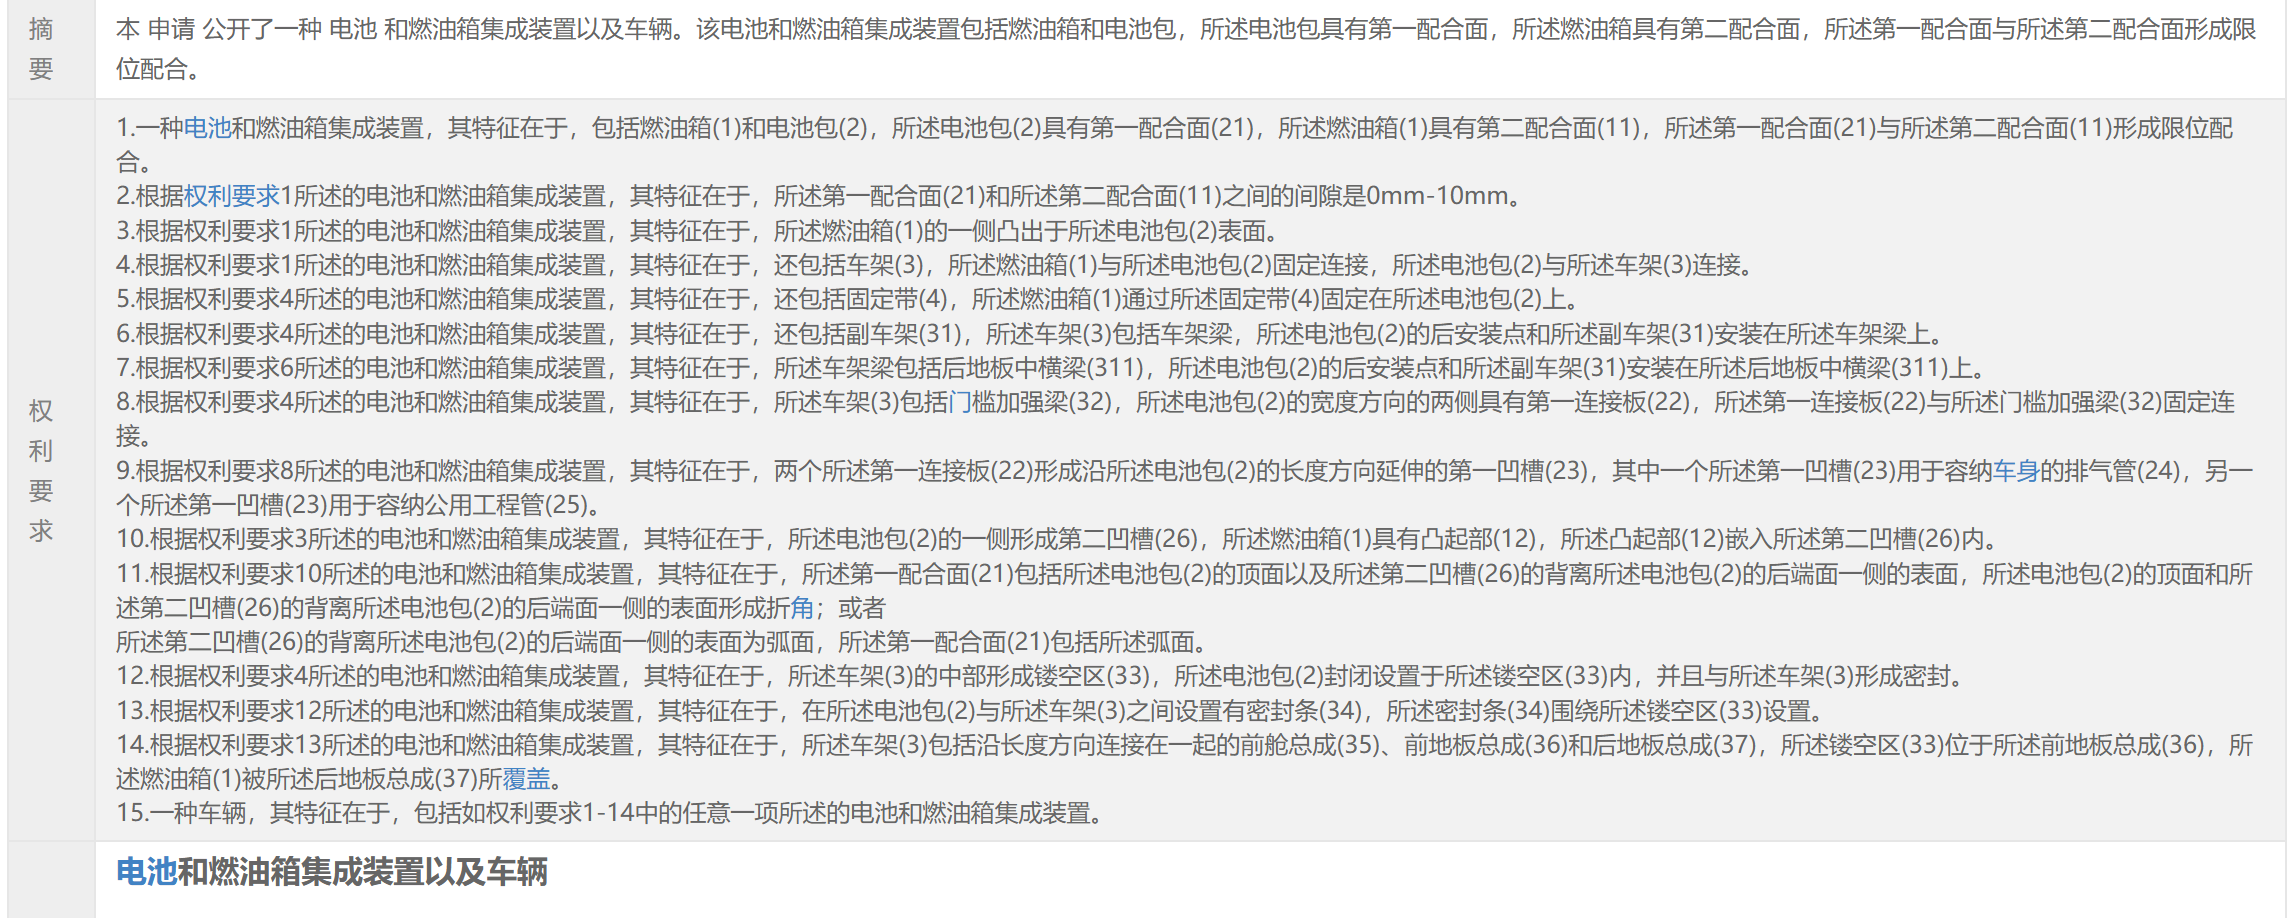 摘
要
本 申请 公开了一种 电池 和燃油箱集成装置以及车辆。该电池和燃油箱集成装置包括燃油箱和电池包，所述电池包具有第一配合面，所述燃油箱具有第二配合面，所述第一配合面与所述第二配合面形成限
位配合。
权
利
要
求
1.一种电池和燃油箱集成装置，其特征在于，包括燃油箱(1)和电池包(2)，所述电池包(2)具有第一配合面(21)，所述燃油箱(1)具有第二配合面(11)，所述第一配合面(21)与所述第二配合面(11)形成限位配
合。
2.根据权利要求1所述的电池和燃油箱集成装置，其特征在于，所述第一配合面(21)和所述第二配合面(11)之间的间隙是0mm-10mm。
3.根据权利要求1所述的电池和燃油箱集成装置，其特征在于，所述燃油箱(1)的一侧凸出于所述电池包(2)表面。
4.根据权利要求1所述的电池和燃油箱集成装置，其特征在于，还包括车架(3)，所述燃油箱(1)与所述电池包(2)固定连接，所述电池包(2)与所述车架(3)连接。
5.根据权利要求4所述的电池和燃油箱集成装置，其特征在于，还包括固定带(4)，所述燃油箱(1)通过所述固定带(4)固定在所述电池包(2)上。
6.根据权利要求4所述的电池和燃油箱集成装置，其特征在于，还包括副车架(31)，所述车架(3)包括车架梁，所述电池包(2)的后安装点和所述副车架(31)安装在所述车架梁上。
7.根据权利要求6所述的电池和燃油箱集成装置，其特征在于，所述车架梁包括后地板中横梁(311)，所述电池包(2)的后安装点和所述副车架(31)安装在所述后地板中横梁(311)上。
8.根据权利要求4所述的电池和燃油箱集成装置，其特征在于，所述车架(3)包括门槛加强梁(32)，所述电池包(2)的宽度方向的两侧具有第一连接板(22)，所述第一连接板(22)与所述门槛加强梁(32)固定连
接。
9.根据权利要求8所述的电池和燃油箱集成装置，其特征在于，两个所述第一连接板(22)形成沿所述电池包(2)的长度方向延伸的第一凹槽(23)，其中一个所述第一凹槽(23)用于容纳车身的排气管(24)，另一
个所述第一凹槽(23)用于容纳公用工程管(25)。
10.根据权利要求3所述的电池和燃油箱集成装置，其特征在于，所述电池包(2)的一侧形成第二凹槽(26)，所述燃油箱(1)具有凸起部(12)，所述凸起部(12)嵌入所述第二凹槽(26)内。
11.根据权利要求10所述的电池和燃油箱集成装置，其特征在于，所述第一配合面(21)包括所述电池包(2)的顶面以及所述第二凹槽(26)的背离所述电池包(2)的后端面一侧的表面，所述电池包(2)的顶面和所
述第二凹槽(26)的背离所述电池包(2)的后端面一侧的表面形成折角；或者
所述第二凹槽(26)的背离所述电池包(2)的后端面一侧的表面为弧面，所述第一配合面(21)包括所述弧面。
12.根据权利要求4所述的电池和燃油箱集成装置，其特征在于，所述车架(3)的中部形成镂空区(33)，所述电池包(2)封闭设置于所述镂空区(33)内，并且与所述车架(3)形成密封。
13.根据权利要求12所述的电池和燃油箱集成装置，其特征在于，在所述电池包(2)与所述车架(3)之间设置有密封条(34)，所述密封条(34)围绕所述镂空区(33)设置。
14.根据权利要求13所述的电池和燃油箱集成装置，其特征在于，所述车架(3)包括沿长度方向连接在一起的前舱总成(35)、前地板总成(36)和后地板总成(37)，所述镂空区(33)位于所述前地板总成(36)，所
述燃油箱(1)被所述后地板总成(37)所覆盖。
15.一种车辆，其特征在于，包括如权利要求1-14中的任意一项所述的电池和燃油箱集成装置。
电池和燃油箱集成装置以及车辆